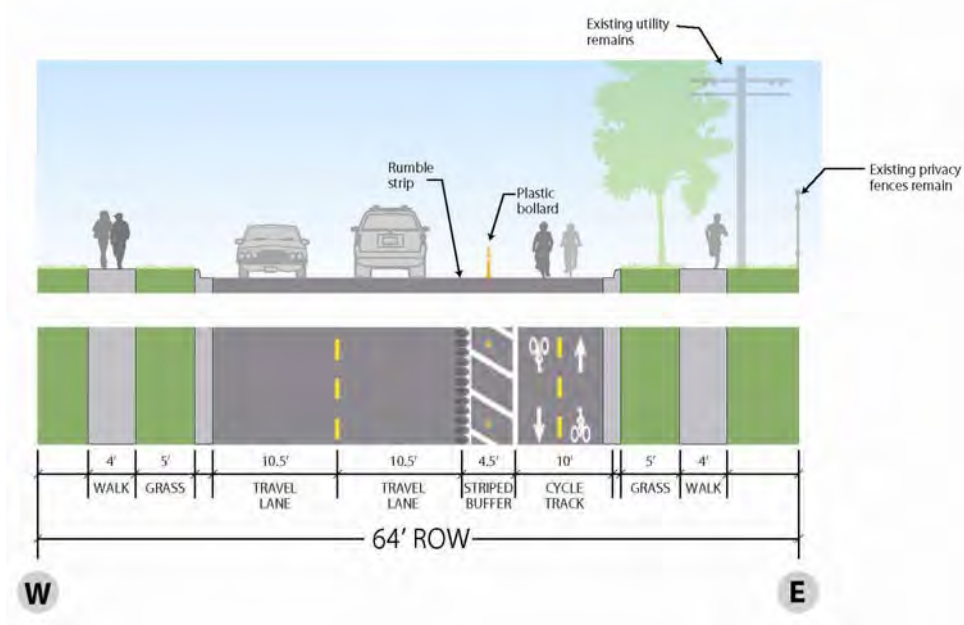 Existing utility
remains
Rumble
strip
Plastic
bollard
Existing privacy
fences remain
4' 5' 10.5' 10.5' 4.5' 10' 5' 4'
WALK GRASS TRAVEL LANE TRAVEL LANE STRIPED BUFFER CYCLE TRACK GRASS WALK
64' ROW
W E